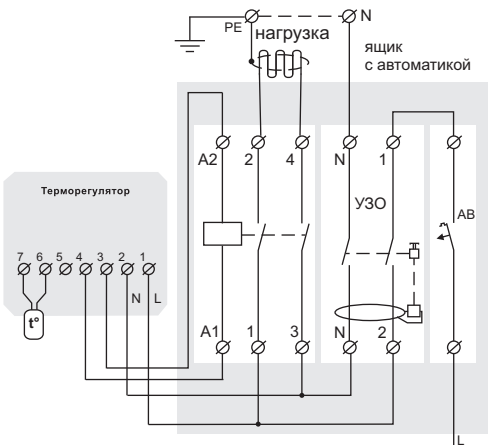 PE
N
нагрузка
ящик
с автоматикой
A2
2
4
N
1
УЗО
АВ
Терморегулятор
7 6 5 4 3 2 1
N
L
t°
A1
1
3
N
2
L